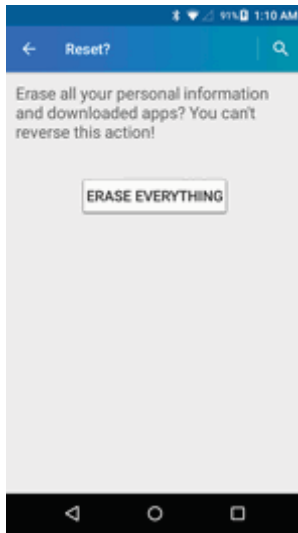 91% 1:10 AM
Reset?
Erase all your personal information
and downloaded apps? You can't
reverse this action!
ERASE EVERYTHING